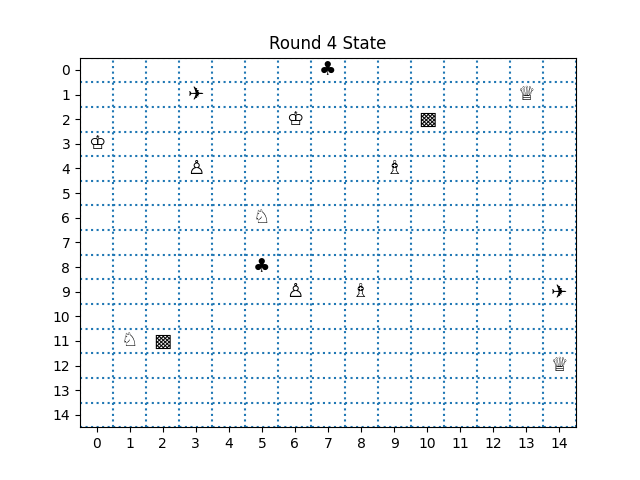 Round 4 State
0 ♣
1 ✈ ♕
2 ♔ ▩
3 ♔
4 ♙ ♗
5
6 ♘
7
8 ♣
9 ♙ ♗ ✈
10
11 ♘ ▩
12 ♕
13
14
0 1 2 3 4 5 6 7 8 9 10 11 12 13 14